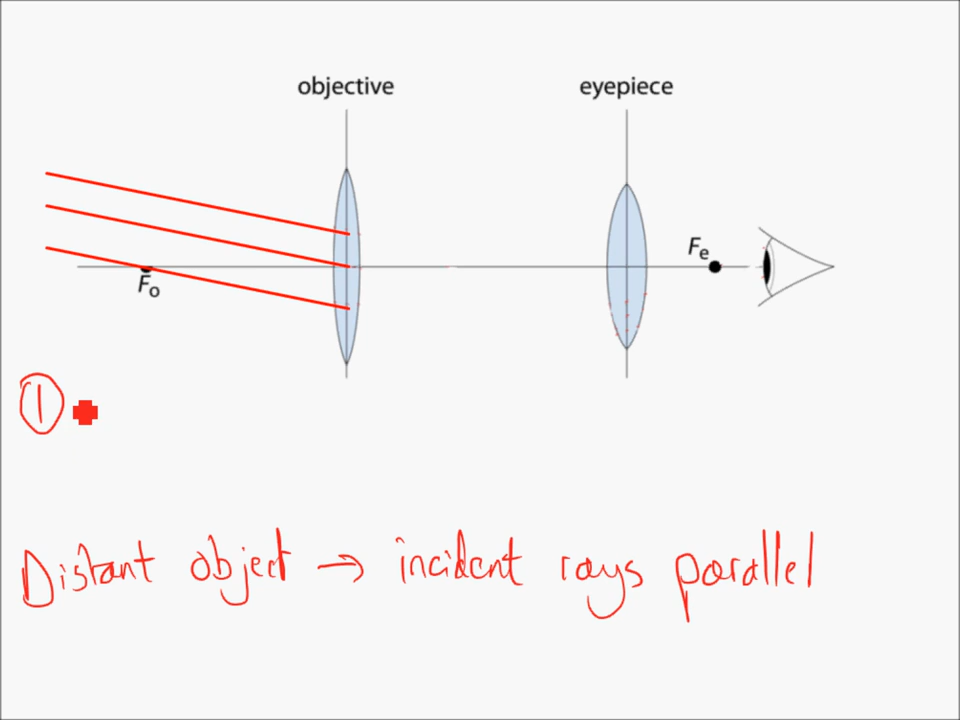 objective eyepiece
Fe
Fo
①
Distant object → incident rays parallel